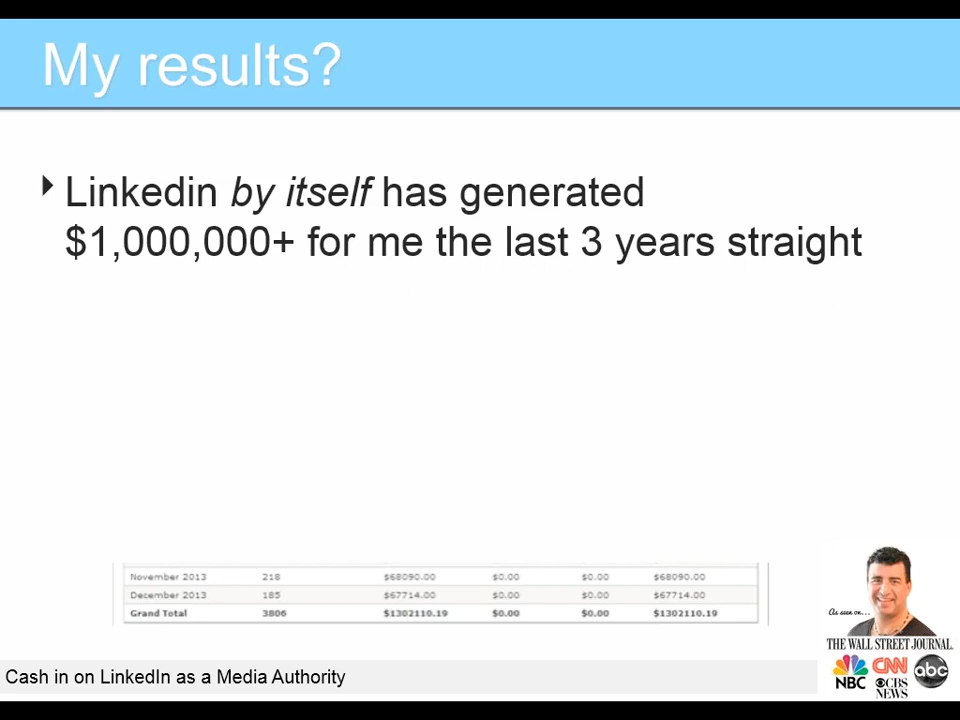 My results?
Linkedin by itself has generated
$1,000,000+ for me the last 3 years straight
November 2013 218 $68090.00 $0.00 $0.00 $68090.00
December 2013 185 $67714.00 $0.00 $0.00 $67714.00
Grand Total 3806 $1302110.19 $0.00 $0.00 $1302110.19
As seen on...
THE WALL STREET JOURNAL.
NBC CNN abc
CBS NEWS
Cash in on LinkedIn as a Media Authority